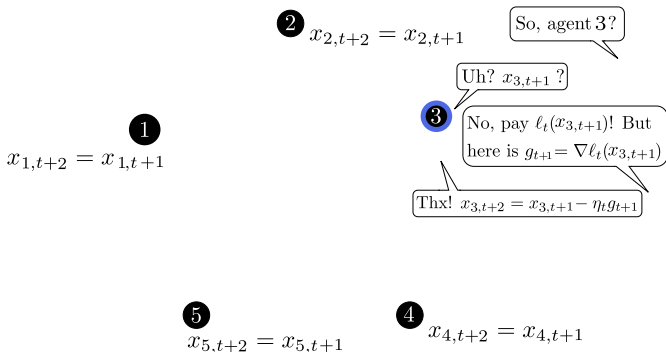 2
x_{2,t+2} = x_{2,t+1}
So, agent 3?
Uh? x_{3,t+1} ?
3
1
No, pay ℓ_t(x_{3,t+1})! But
here is g_{t+1} = ∇ℓ_t(x_{3,t+1})
x_{1,t+2} = x_{1,t+1}
Thx! x_{3,t+2} = x_{3,t+1} − η_t g_{t+1}
5
x_{5,t+2} = x_{5,t+1}
4
x_{4,t+2} = x_{4,t+1}